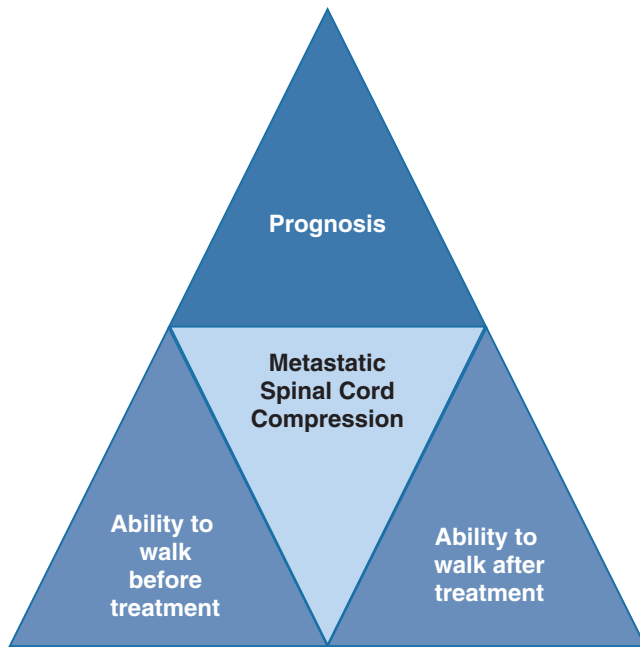 Prognosis
Metastatic
Spinal Cord
Compression
Ability to
walk
before
treatment
Ability to
walk after
treatment